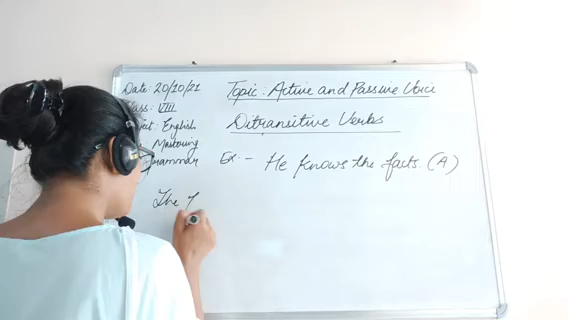 Date: 20/10/21
Class: VIII
English
Mastering
Grammar
Topic: Active and Passive Voice
Ditransitive Verbs
Ex: - He knows the facts. (A)
The